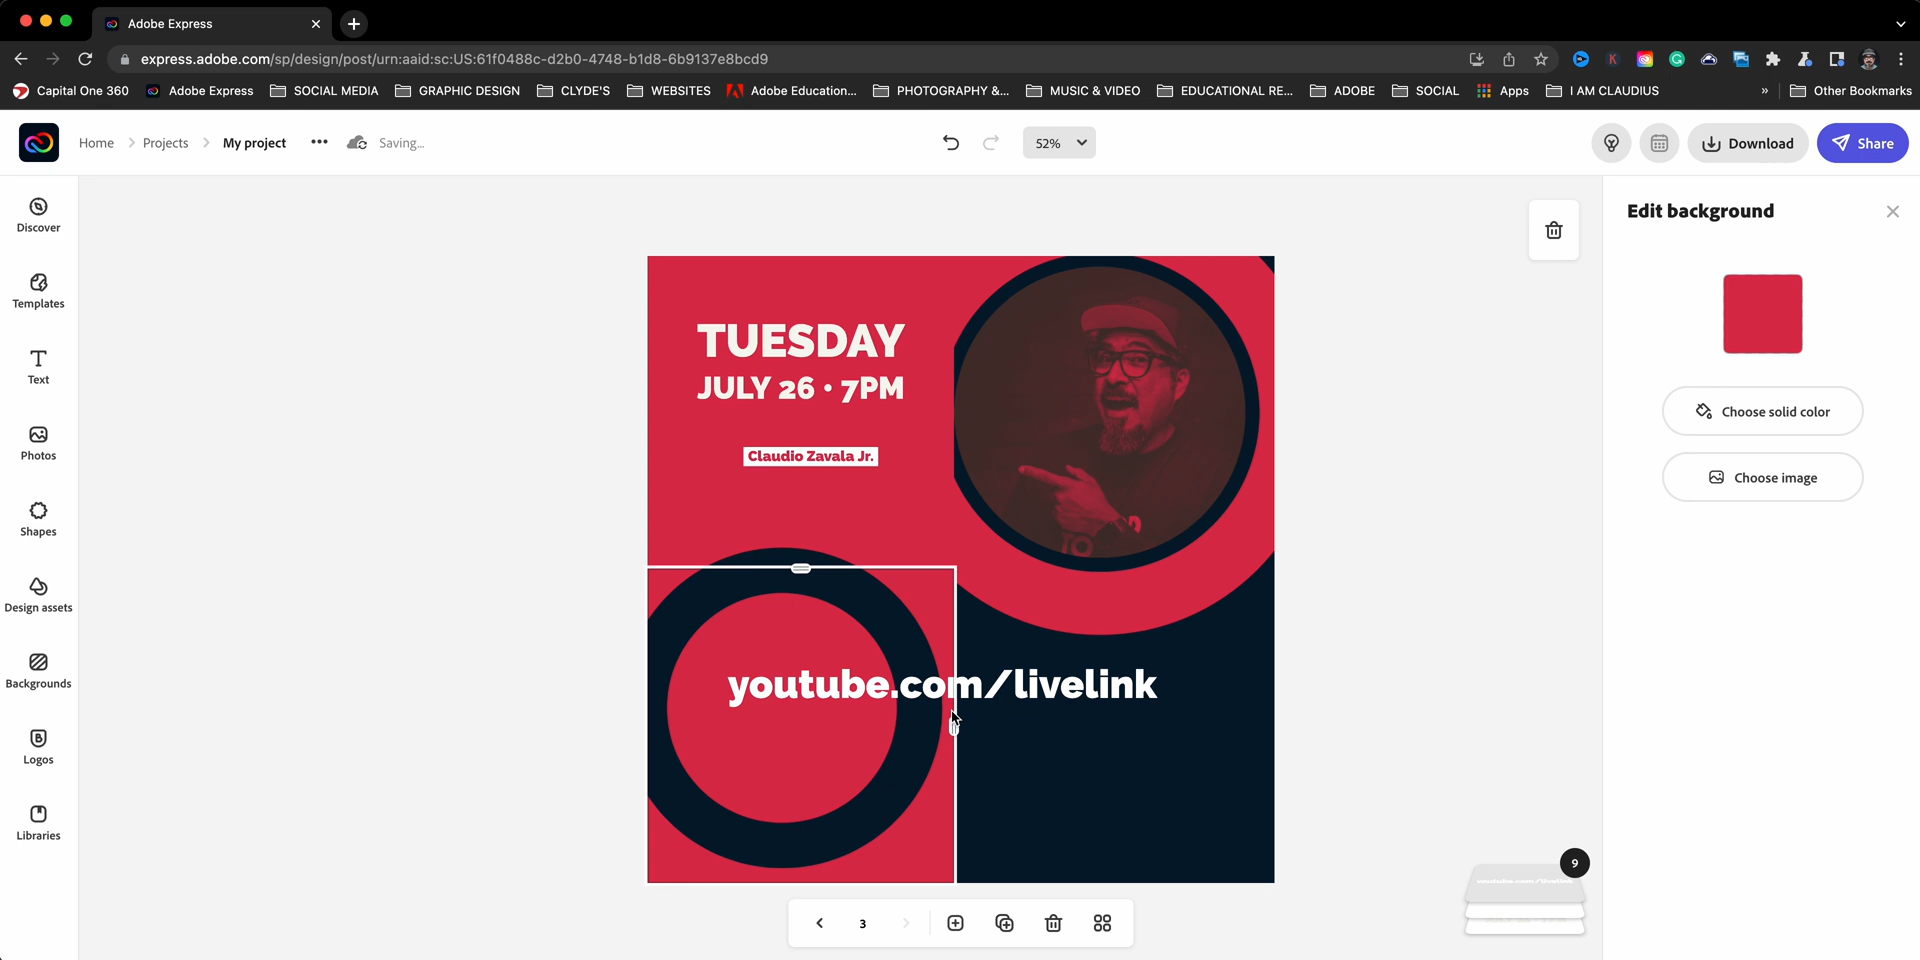 Adobe Express
express.adobe.com/sp/design/post/urn:aaid:sc:US:61f0488c-d2b0-4748-b1d8-6b9137e8bcd9
Capital One 360
Adobe Express
SOCIAL MEDIA
GRAPHIC DESIGN
CLYDE'S
WEBSITES
Adobe Education...
PHOTOGRAPHY &...
MUSIC & VIDEO
EDUCATIONAL RE...
ADOBE
SOCIAL
Apps
I AM CLAUDIUS
»
Other Bookmarks
Home
Projects
My project
Saving...
52%
Download
Share
Discover
Templates
Text
Photos
Shapes
Design assets
Backgrounds
Logos
Libraries
TUESDAY
JULY 26 • 7PM
Claudio Zavala Jr.
TO
youtube.com/livelink
3
Edit background
Choose solid color
Choose image
9
youtube.com/livelink